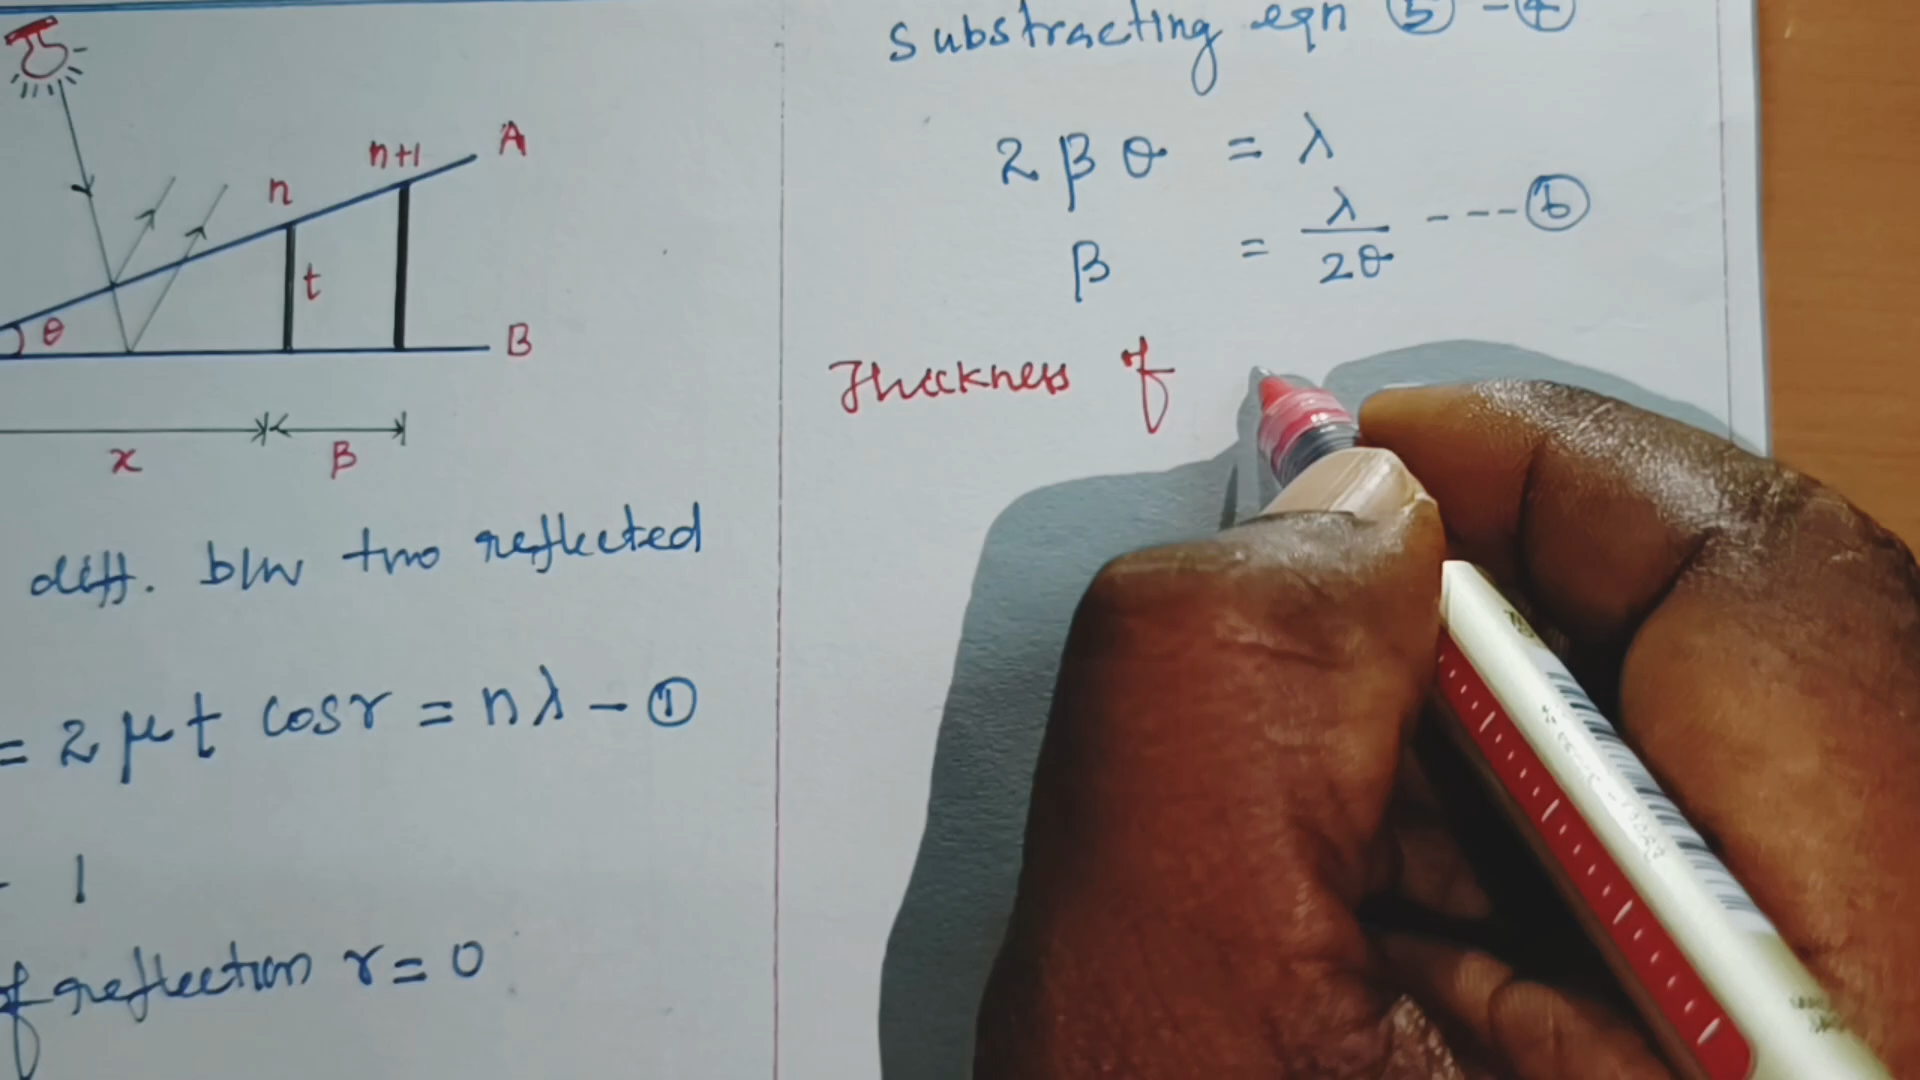 n
n+1
A
t
θ
B
x
β
diff. b/w two reflected
= 2μt cos r = nλ - ①
1
of reflection r = 0
Substracting eqn ⑤ - ④
2βθ = λ
β = λ/2θ ----⑥
Thickness of